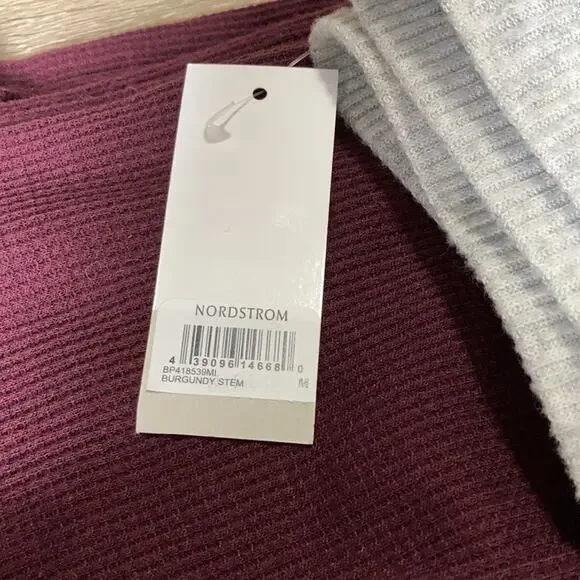 NORDSTROM
4 39096 14668 0
BP418539MI
BURGUNDY STEM M